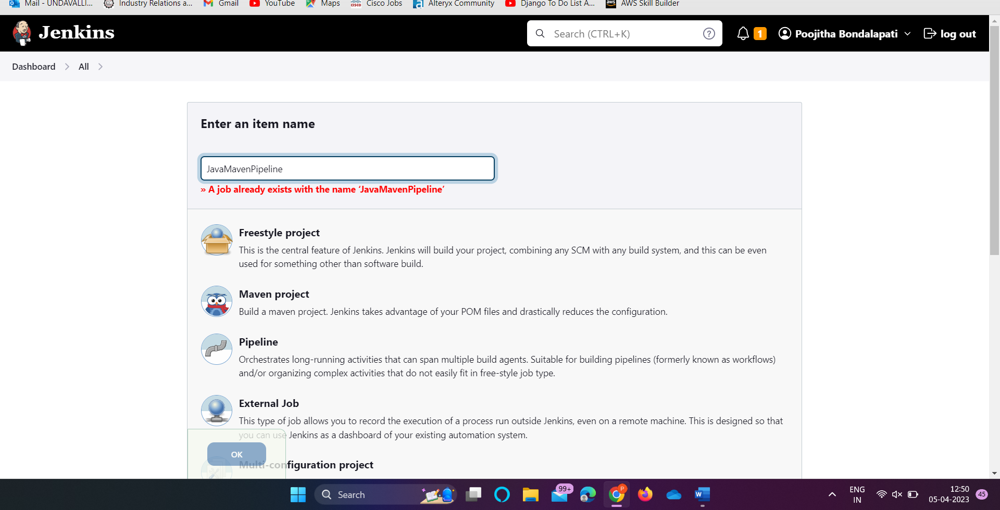 Mail - UNDAVALLI... Industry Relations a... Gmail YouTube Maps Cisco Jobs Alteryx Community Django To Do List A... AWS Skill Builder
Jenkins Search (CTRL+K) ? 1 Poojitha Bondalapati log out
Dashboard All
Enter an item name
JavaMavenPipeline
» A job already exists with the name ‘JavaMavenPipeline’
Freestyle project
This is the central feature of Jenkins. Jenkins will build your project, combining any SCM with any build system, and this can be even
used for something other than software build.
Maven project
Build a maven project. Jenkins takes advantage of your POM files and drastically reduces the configuration.
Pipeline
Orchestrates long-running activities that can span multiple build agents. Suitable for building pipelines (formerly known as workflows)
and/or organizing complex activities that do not easily fit in free-style job type.
External Job
This type of job allows you to record the execution of a process run outside Jenkins, even on a remote machine. This is designed so that
you can use Jenkins as a dashboard of your existing automation system.
OK
Multi-configuration project
Search 99+ P W ENG IN 12:50 05-04-2023 45